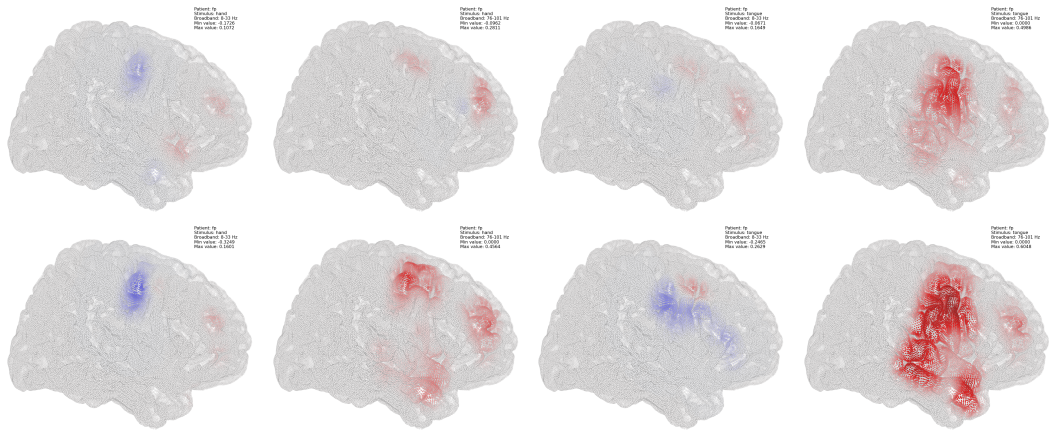 Patient: fp
Stimulus: hand
Broadband: 8-33 Hz
Min value: -0.1726
Max value: 0.1072
Patient: fp
Stimulus: hand
Broadband: 76-101 Hz
Min value: -0.0962
Max value: 0.2611
Patient: fp
Stimulus: tongue
Broadband: 8-33 Hz
Min value: -0.0671
Max value: 0.1649
Patient: fp
Stimulus: tongue
Broadband: 76-101 Hz
Min value: 0.0000
Max value: 0.4986
Patient: fp
Stimulus: hand
Broadband: 8-33 Hz
Min value: -0.3249
Max value: 0.1601
Patient: fp
Stimulus: hand
Broadband: 76-101 Hz
Min value: 0.0000
Max value: 0.4564
Patient: fp
Stimulus: tongue
Broadband: 8-33 Hz
Min value: -0.2465
Max value: 0.2629
Patient: fp
Stimulus: tongue
Broadband: 76-101 Hz
Min value: 0.0000
Max value: 0.6048